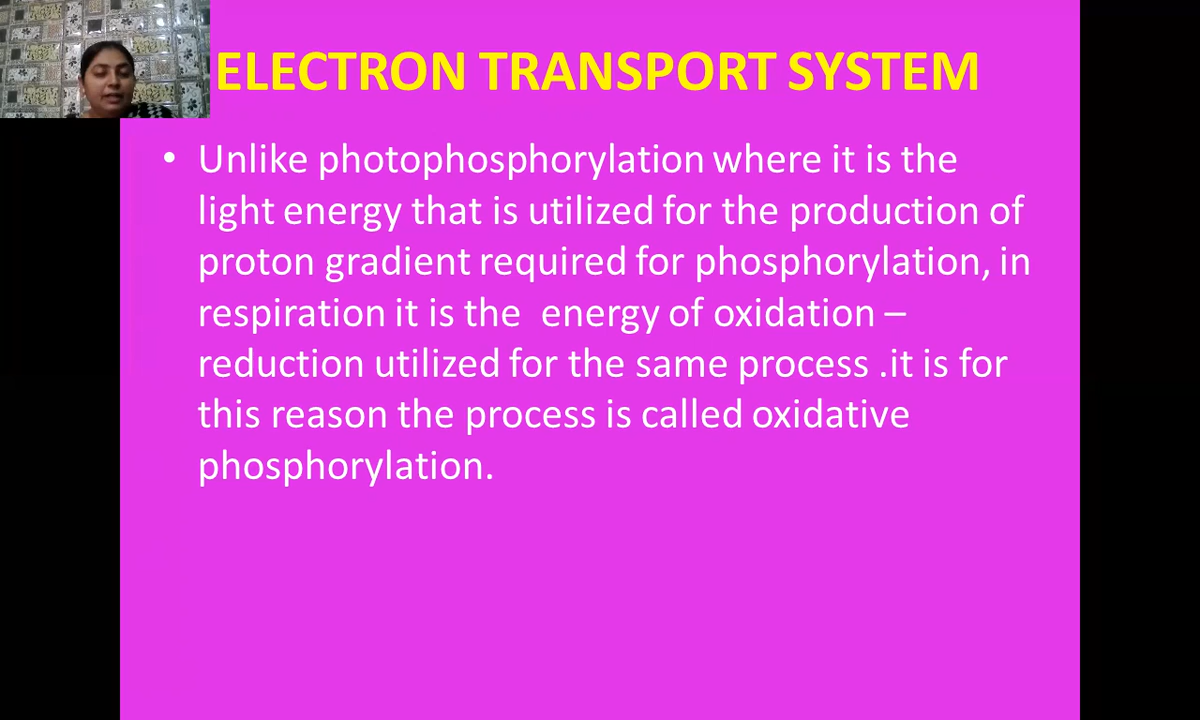 ELECTRON TRANSPORT SYSTEM
• Unlike photophosphorylation where it is the
light energy that is utilized for the production of
proton gradient required for phosphorylation, in
respiration it is the  energy of oxidation –
reduction utilized for the same process .it is for
this reason the process is called oxidative
phosphorylation.